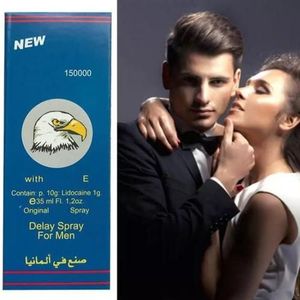 NEW
150000
with E
Contain: p. 10g: Lidocaine 1g
℮35 ml Fl. 1.2oz.
Original Spray
Delay Spray
For Men
صنع في ألمانيا